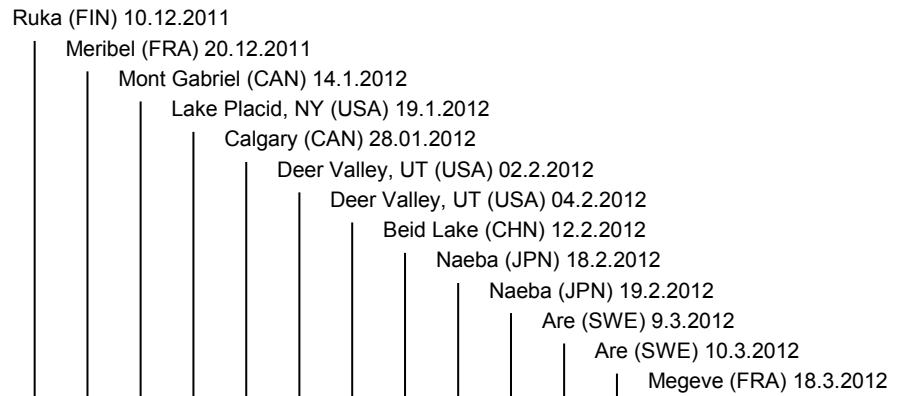 Ruka (FIN) 10.12.2011
Meribel (FRA) 20.12.2011
Mont Gabriel (CAN) 14.1.2012
Lake Placid, NY (USA) 19.1.2012
Calgary (CAN) 28.01.2012
Deer Valley, UT (USA) 02.2.2012
Deer Valley, UT (USA) 04.2.2012
Beid Lake (CHN) 12.2.2012
Naeba (JPN) 18.2.2012
Naeba (JPN) 19.2.2012
Are (SWE) 9.3.2012
Are (SWE) 10.3.2012
Megeve (FRA) 18.3.2012